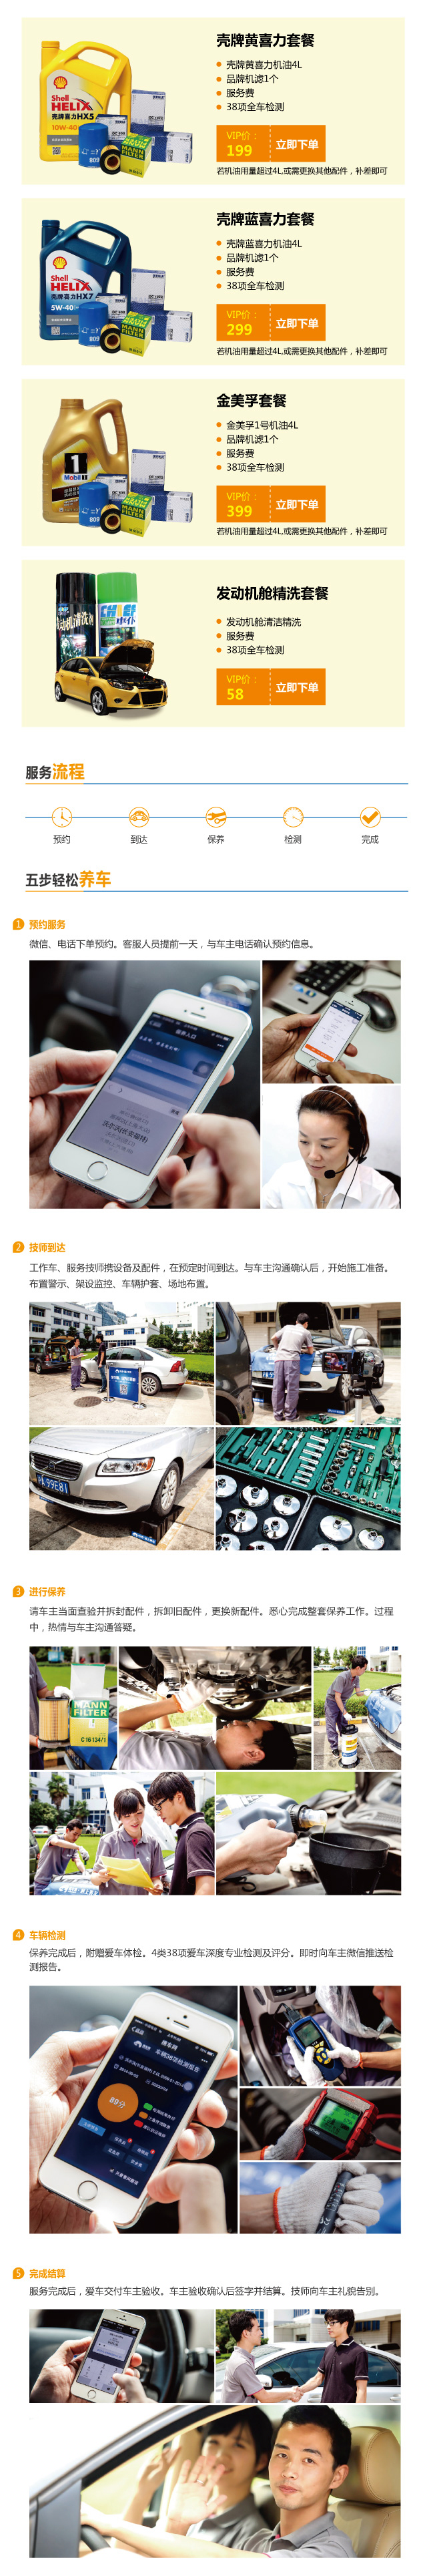 壳牌黄喜力套餐
壳牌黄喜力机油4L
品牌机滤1个
服务费
38项全车检测
VIP价：
199
立即下单
若机油用量超过4L,或需更换其他配件，补差即可
Shell
HELIX
壳牌喜力HX5
10W-40
809
MANN
FILTER
壳牌蓝喜力套餐
壳牌蓝喜力机油4L
品牌机滤1个
服务费
38项全车检测
VIP价：
299
立即下单
若机油用量超过4L,或需更换其他配件，补差即可
Shell
HELIX
壳牌喜力HX7
5W-40
809
MANN
FILTER
金美孚套餐
金美孚1号机油4L
品牌机滤1个
服务费
38项全车检测
VIP价：
399
立即下单
若机油用量超过4L,或需更换其他配件，补差即可
1
Mobil 1
809
MANN
FILTER
发动机舱精洗套餐
发动机舱清洁精洗
服务费
38项全车检测
VIP价：
58
立即下单
服务流程
预约
到达
保养
检测
完成
五步轻松养车
1 预约服务
微信、电话下单预约。客服人员提前一天，与车主电话确认预约信息。
2 技师到达
工作车、服务技师携设备及配件，在预定时间到达。与车主沟通确认后，开始施工准备。
布置警示、架设监控、车辆护套、场地布置。
3 进行保养
请车主当面查验并拆封配件，拆卸旧配件，更换新配件。悉心完成整套保养工作。过程
中，热情与车主沟通答疑。
MANN
FILTER
C 16 134/1
4 车辆检测
保养完成后，附赠爱车体检。4类38项爱车深度专业检测及评分。即时向车主微信推送检
测报告。
车辆38项检测报告
89分
5 完成结算
服务完成后，爱车交付车主验收。车主验收确认后签字并结算。技师向车主礼貌告别。